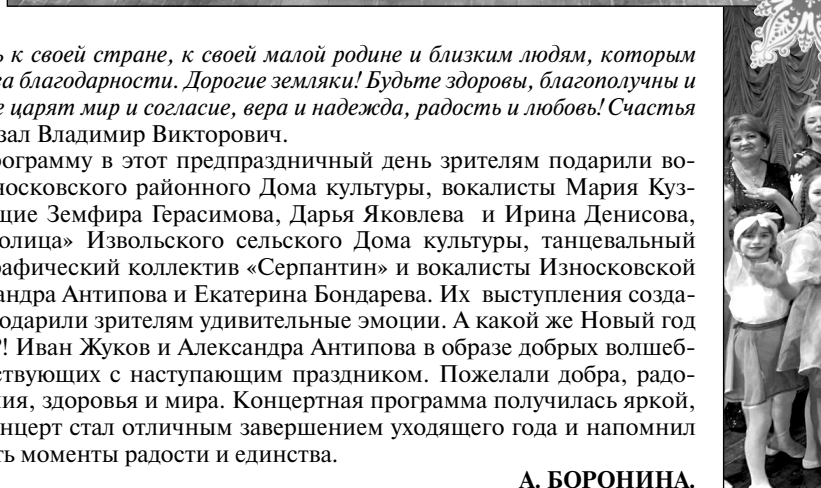 ь к своей стране, к своей малой родине и близким людям, которым
ва благодарности. Дорогие земляки! Будьте здоровы, благополучны и
е царят мир и согласие, вера и надежда, радость и любовь! Счастья
зал Владимир Викторович.
рограмму в этот предпраздничный день зрителям подарили во-
носковского районного Дома культуры, вокалисты Мария Куз-
щие Земфира Герасимова, Дарья Яковлева и Ирина Денисова,
олица» Извольского сельского Дома культуры, танцевальный
рафический коллектив «Серпантин» и вокалисты Износковской
андра Антипова и Екатерина Бондарева. Их выступления созда-
одарили зрителям удивительные эмоции. А какой же Новый год
?! Иван Жуков и Александра Антипова в образе добрых волшеб-
ствующих с наступающим праздником. Пожелали добра, радо-
ия, здоровья и мира. Концертная программа получилась яркой,
нцерт стал отличным завершением уходящего года и напомнил
ть моменты радости и единства.
А. БОРОНИНА.